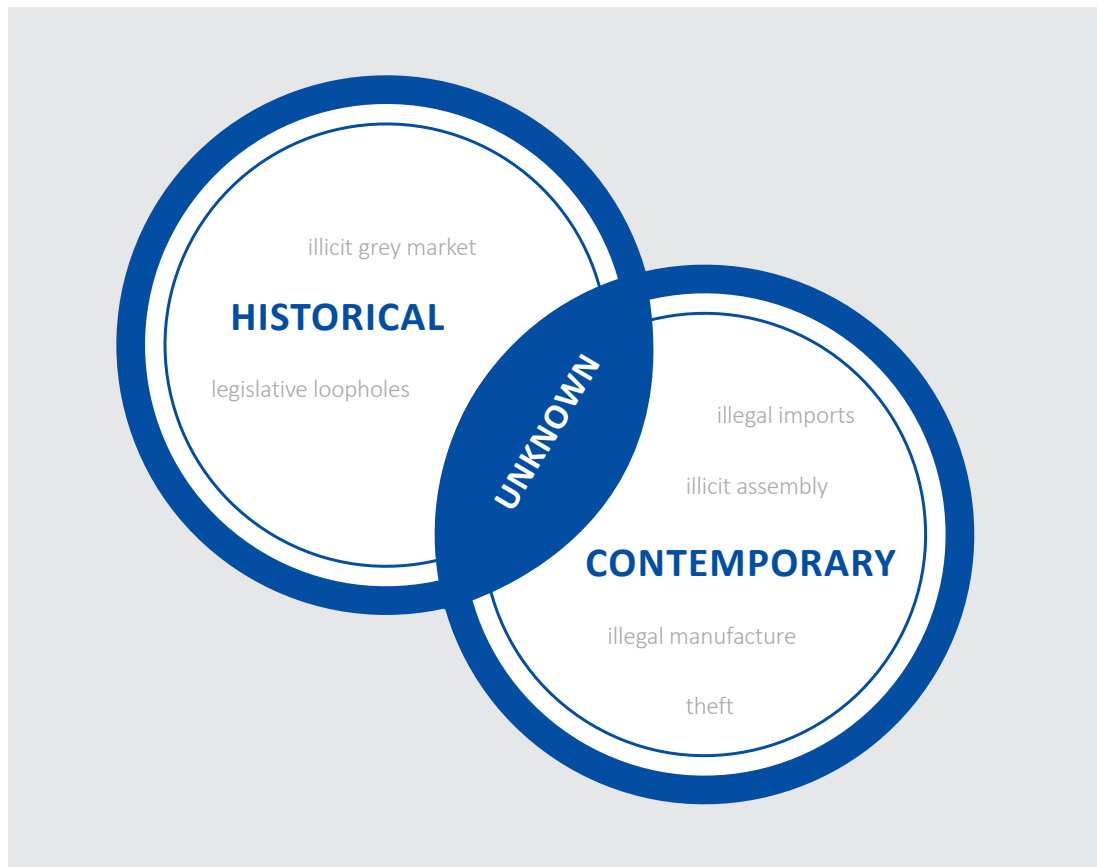 illicit grey market
HISTORICAL
legislative loopholes
UNKNOWN
illegal imports
illicit assembly
CONTEMPORARY
illegal manufacture
theft